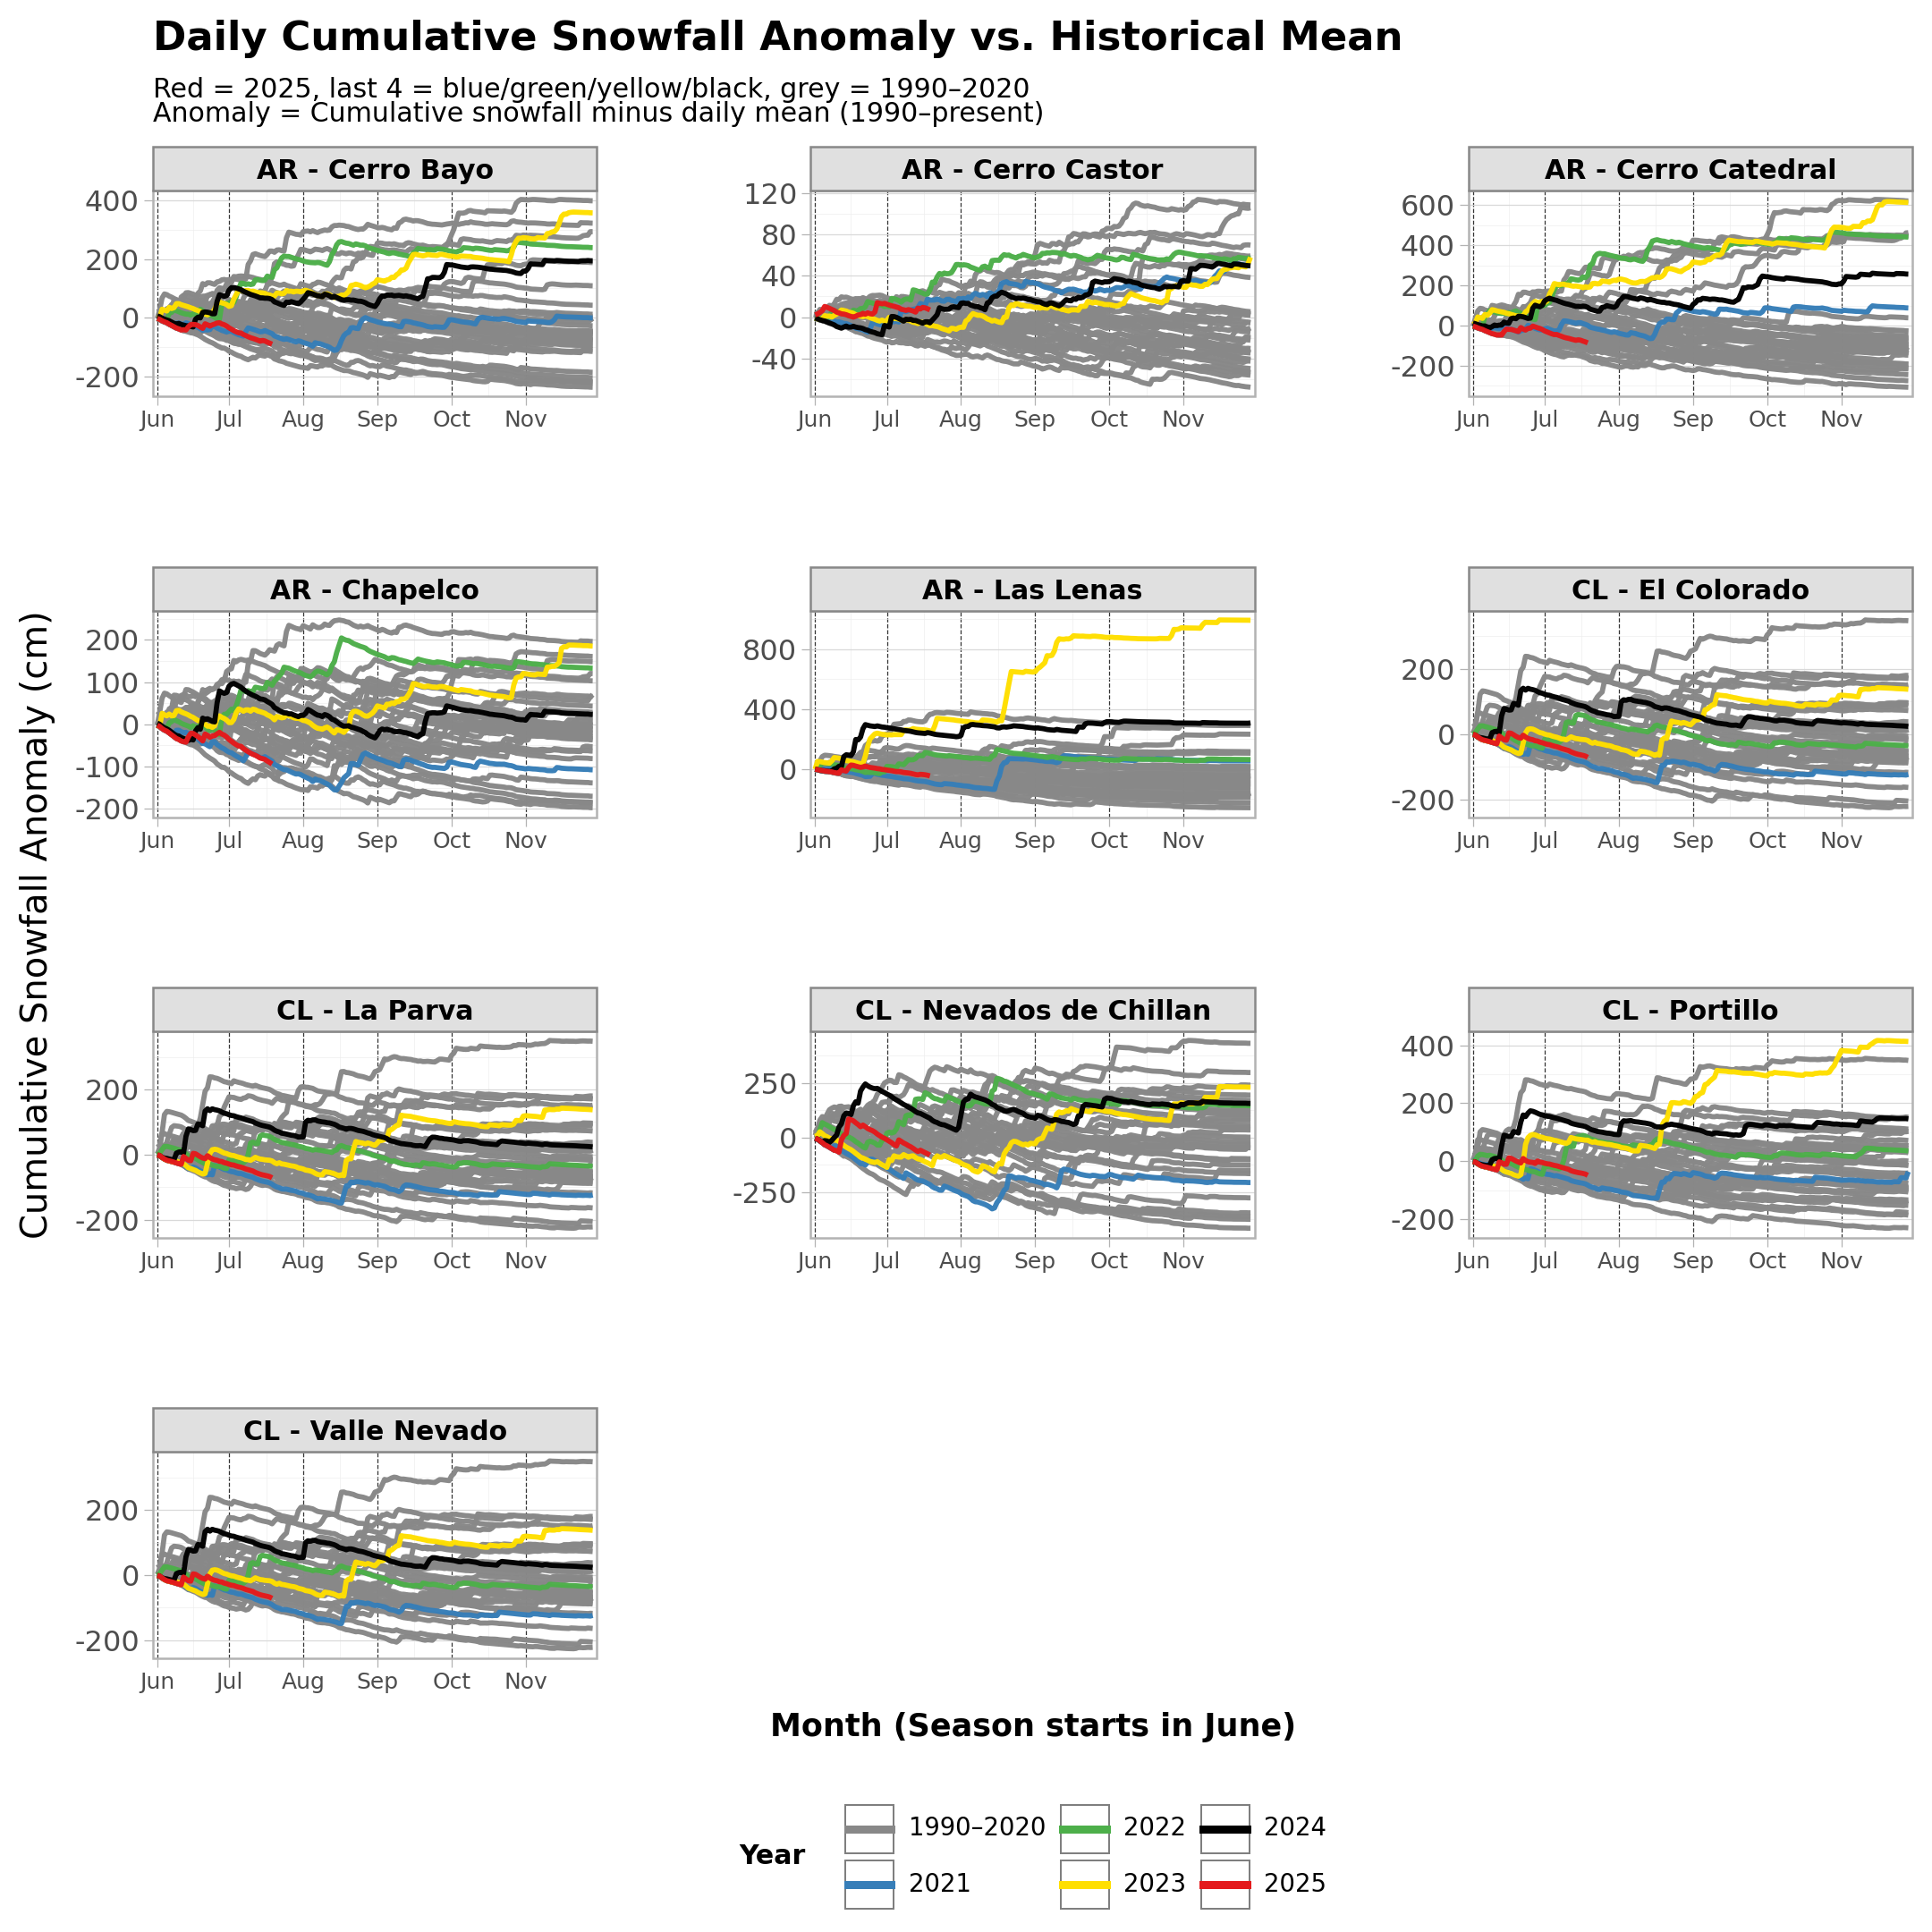 Daily Cumulative Snowfall Anomaly vs. Historical Mean
Red = 2025, last 4 = blue/green/yellow/black, grey = 1990–2020
Anomaly = Cumulative snowfall minus daily mean (1990–present)
Cumulative Snowfall Anomaly (cm)
AR - Cerro Bayo
400
200
0
-200
Jun Jul Aug Sep Oct Nov
AR - Cerro Castor
120
80
40
0
-40
Jun Jul Aug Sep Oct Nov
AR - Cerro Catedral
600
400
200
0
-200
Jun Jul Aug Sep Oct Nov
AR - Chapelco
200
100
0
-100
-200
Jun Jul Aug Sep Oct Nov
AR - Las Lenas
800
400
0
Jun Jul Aug Sep Oct Nov
CL - El Colorado
200
0
-200
Jun Jul Aug Sep Oct Nov
CL - La Parva
200
0
-200
Jun Jul Aug Sep Oct Nov
CL - Nevados de Chillan
250
0
-250
Jun Jul Aug Sep Oct Nov
CL - Portillo
400
200
0
-200
Jun Jul Aug Sep Oct Nov
CL - Valle Nevado
200
0
-200
Jun Jul Aug Sep Oct Nov
Month (Season starts in June)
Year
1990–2020 2022 2024
2021 2023 2025